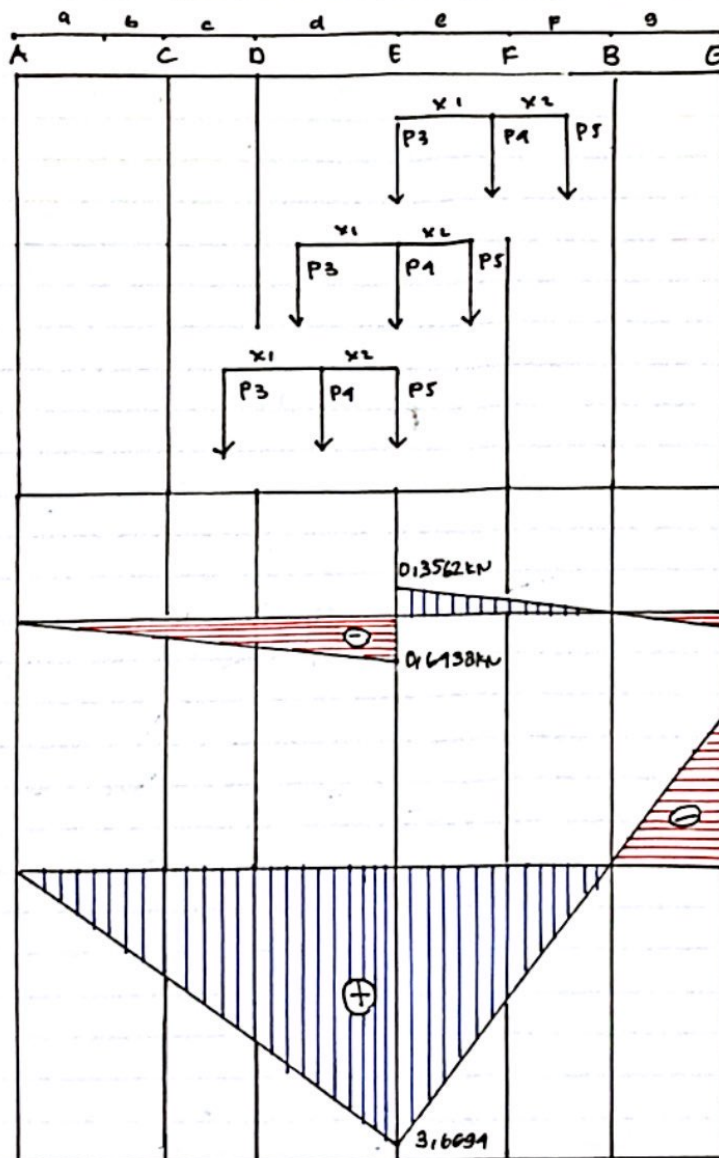 a b c d e f g
A C D E F B G
x1 x2
P3 P4 P5
x1 x2
P3 P4 P5
x1 x2
P3 P4 P5
0,3562kN
-
0,6438kN
-
+
3,6694